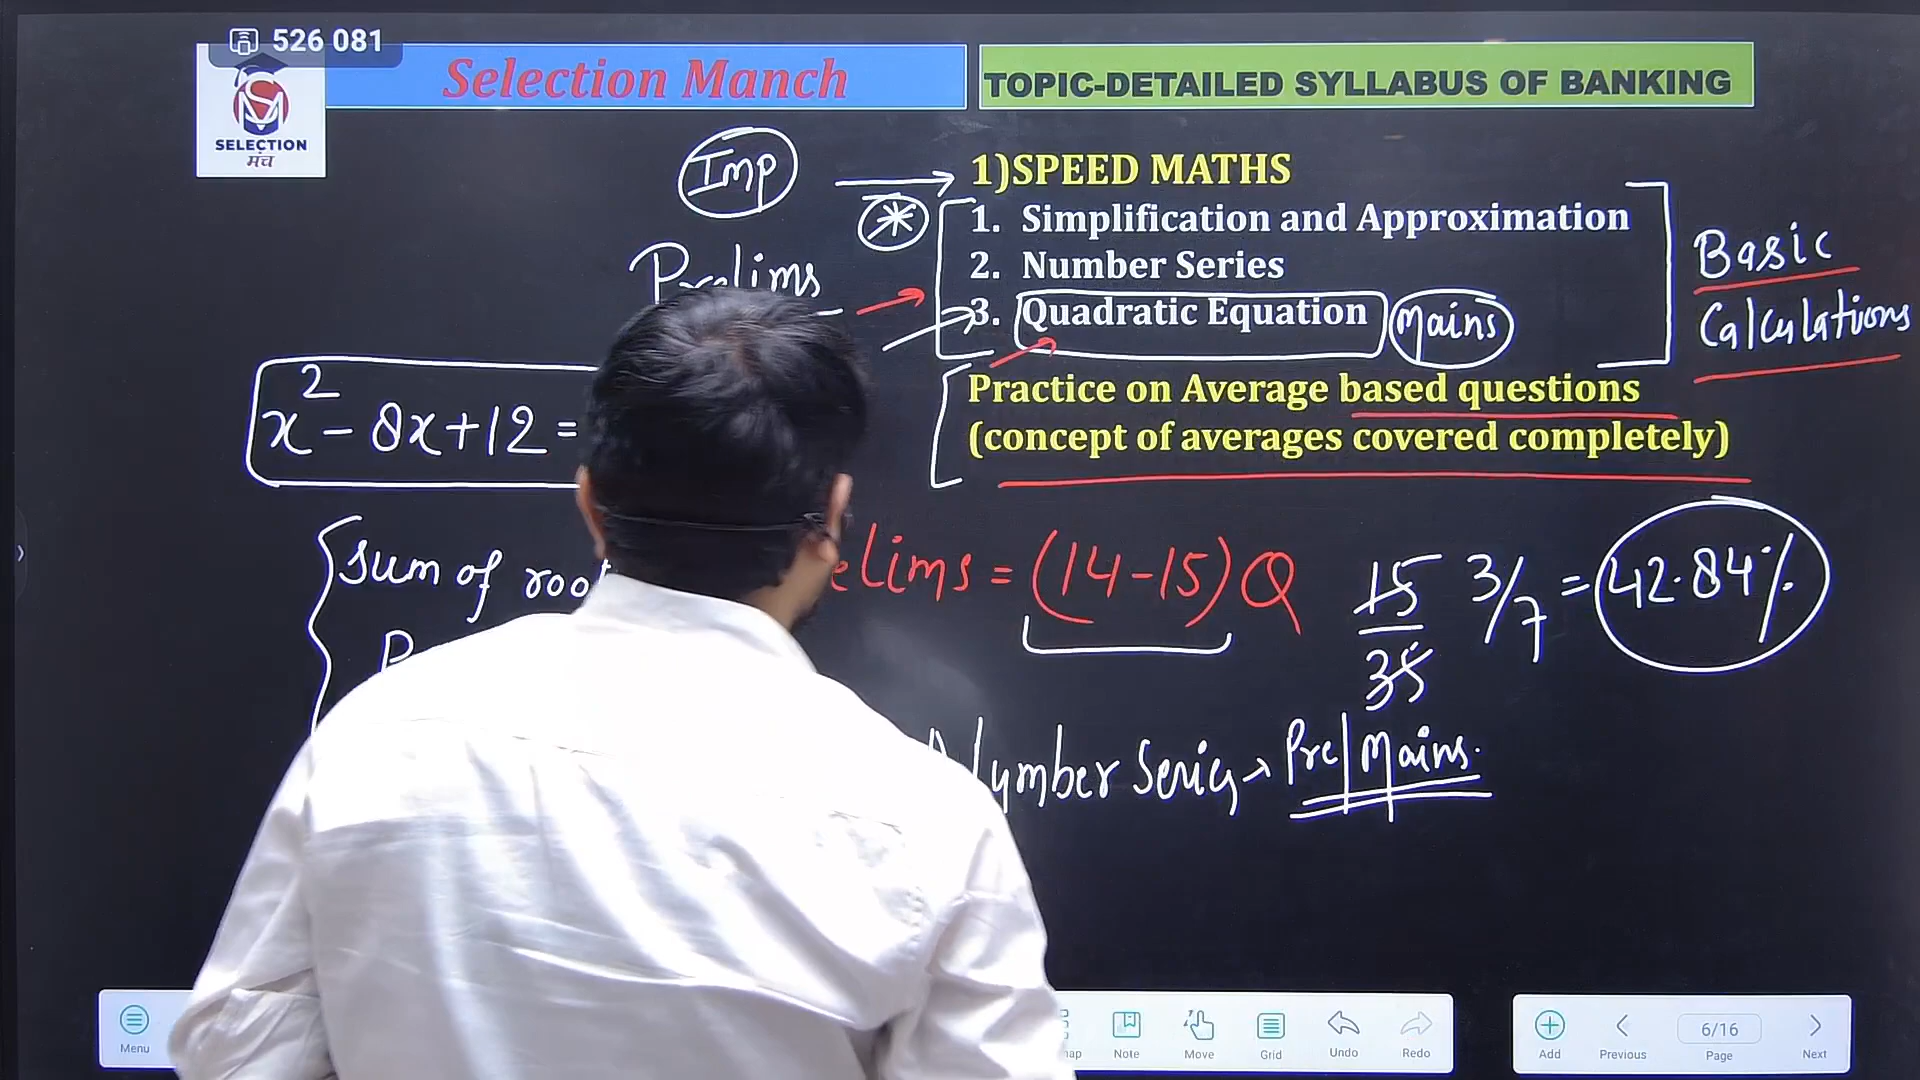 526 081
Selection Manch
TOPIC-DETAILED SYLLABUS OF BANKING
SELECTION
मंच
Imp
1)SPEED MATHS
1. Simplification and Approximation
2. Number Series
3. Quadratic Equation
Mains
Prelims
Basic
Calculations
Practice on Average based questions
(concept of averages covered completely)
x² - 8x + 12 =
Sum of
elims = (14-15) Q
15/35 3/7 = 42.84%
Number Series → Pre/Mains.
Menu
Note
Move
Grid
Undo
Redo
Add
Previous
6/16
Page
Next